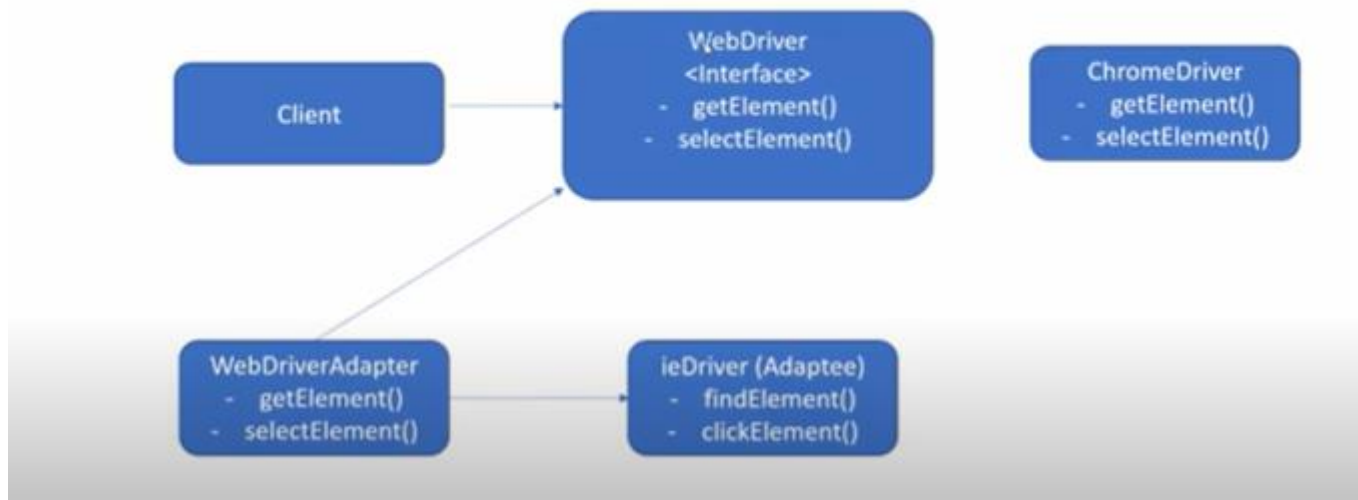 Client
WebDriver
<Interface>
- getElement()
- selectElement()
ChromeDriver
- getElement()
- selectElement()
WebDriverAdapter
- getElement()
- selectElement()
ieDriver (Adaptee)
- findElement()
- clickElement()